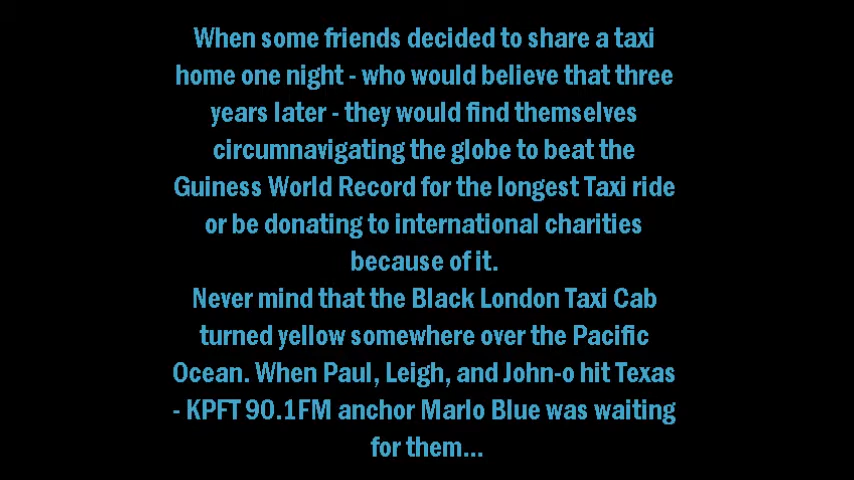 When some friends decided to share a taxi
home one night - who would believe that three
years later - they would find themselves
circumnavigating the globe to beat the
Guiness World Record for the longest Taxi ride
or be donating to international charities
because of it.
Never mind that the Black London Taxi Cab
turned yellow somewhere over the Pacific
Ocean. When Paul, Leigh, and John-o hit Texas
- KPFT 90.1FM anchor Marlo Blue was waiting
for them...